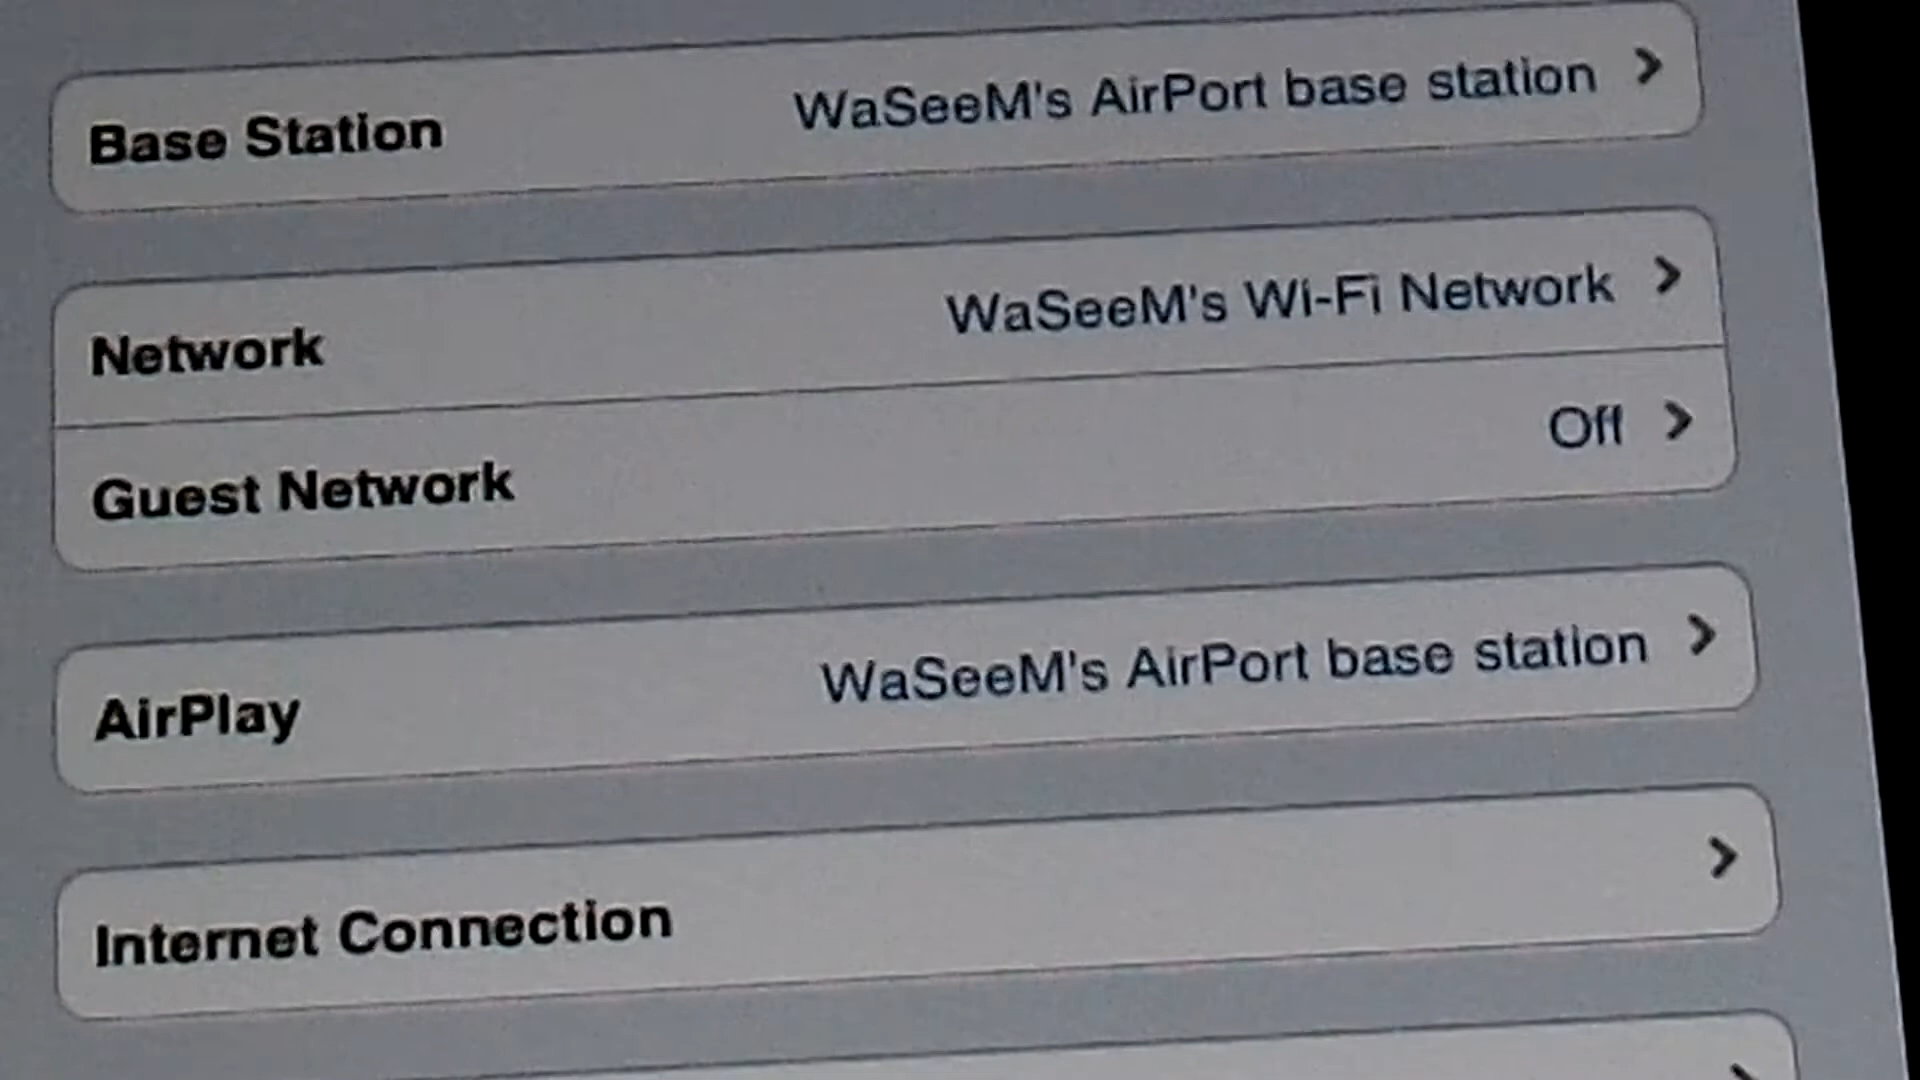 Base Station WaSeeM's AirPort base station
Network WaSeeM's Wi-Fi Network
Guest Network Off
AirPlay WaSeeM's AirPort base station
Internet Connection